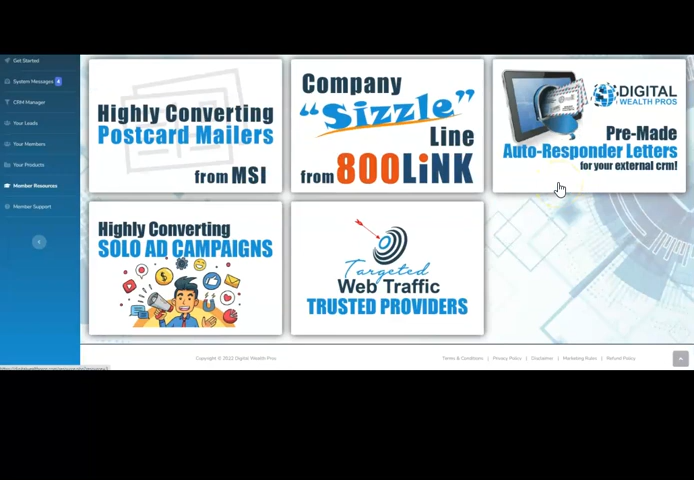 Get Started
System Messages
CRM Manager
Your Leads
Your Members
Your Products
Member Resources
Member Support
Highly Converting
Postcard Mailers
from MSI
Company
"Sizzle"
Line
from 800LiNK
DIGITAL
WEALTH PROS
Pre-Made
Auto-Responder Letters
for your external crm!
Highly Converting
SOLO AD CAMPAIGNS
Targeted
Web Traffic
TRUSTED PROVIDERS
Copyright © 2022 Digital Wealth Pros
Terms & Conditions | Privacy Policy | Disclaimer | Marketing Rules | Refund Policy